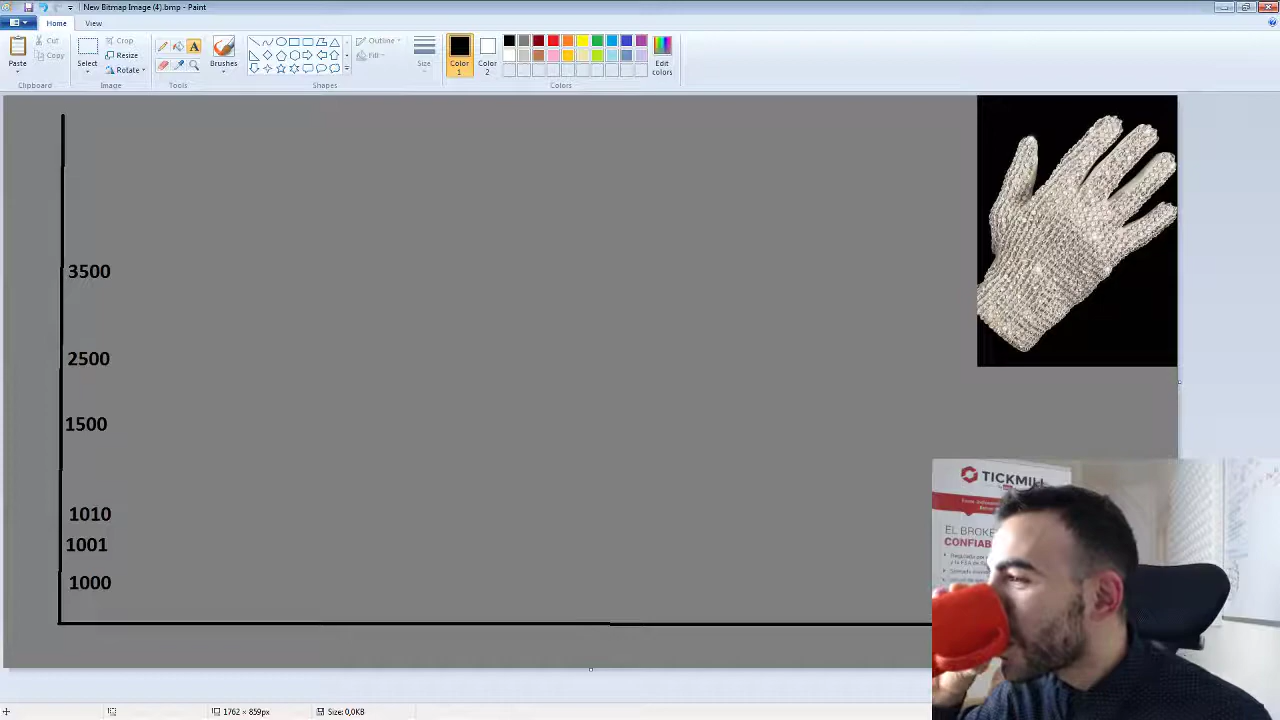 New Bitmap Image (4).bmp - Paint
Home
View
Paste
Cut
Copy
Clipboard
Select
Crop
Resize
Rotate
Image
A
Tools
Brushes
Shapes
Outline
Fill
Size
Color 1
Color 2
Edit colors
Colors
3500
2500
1500
1010
1001
1000
TICKMILL
EL BROKE
CONFIAB
1762 × 859px
Size: 0,0KB